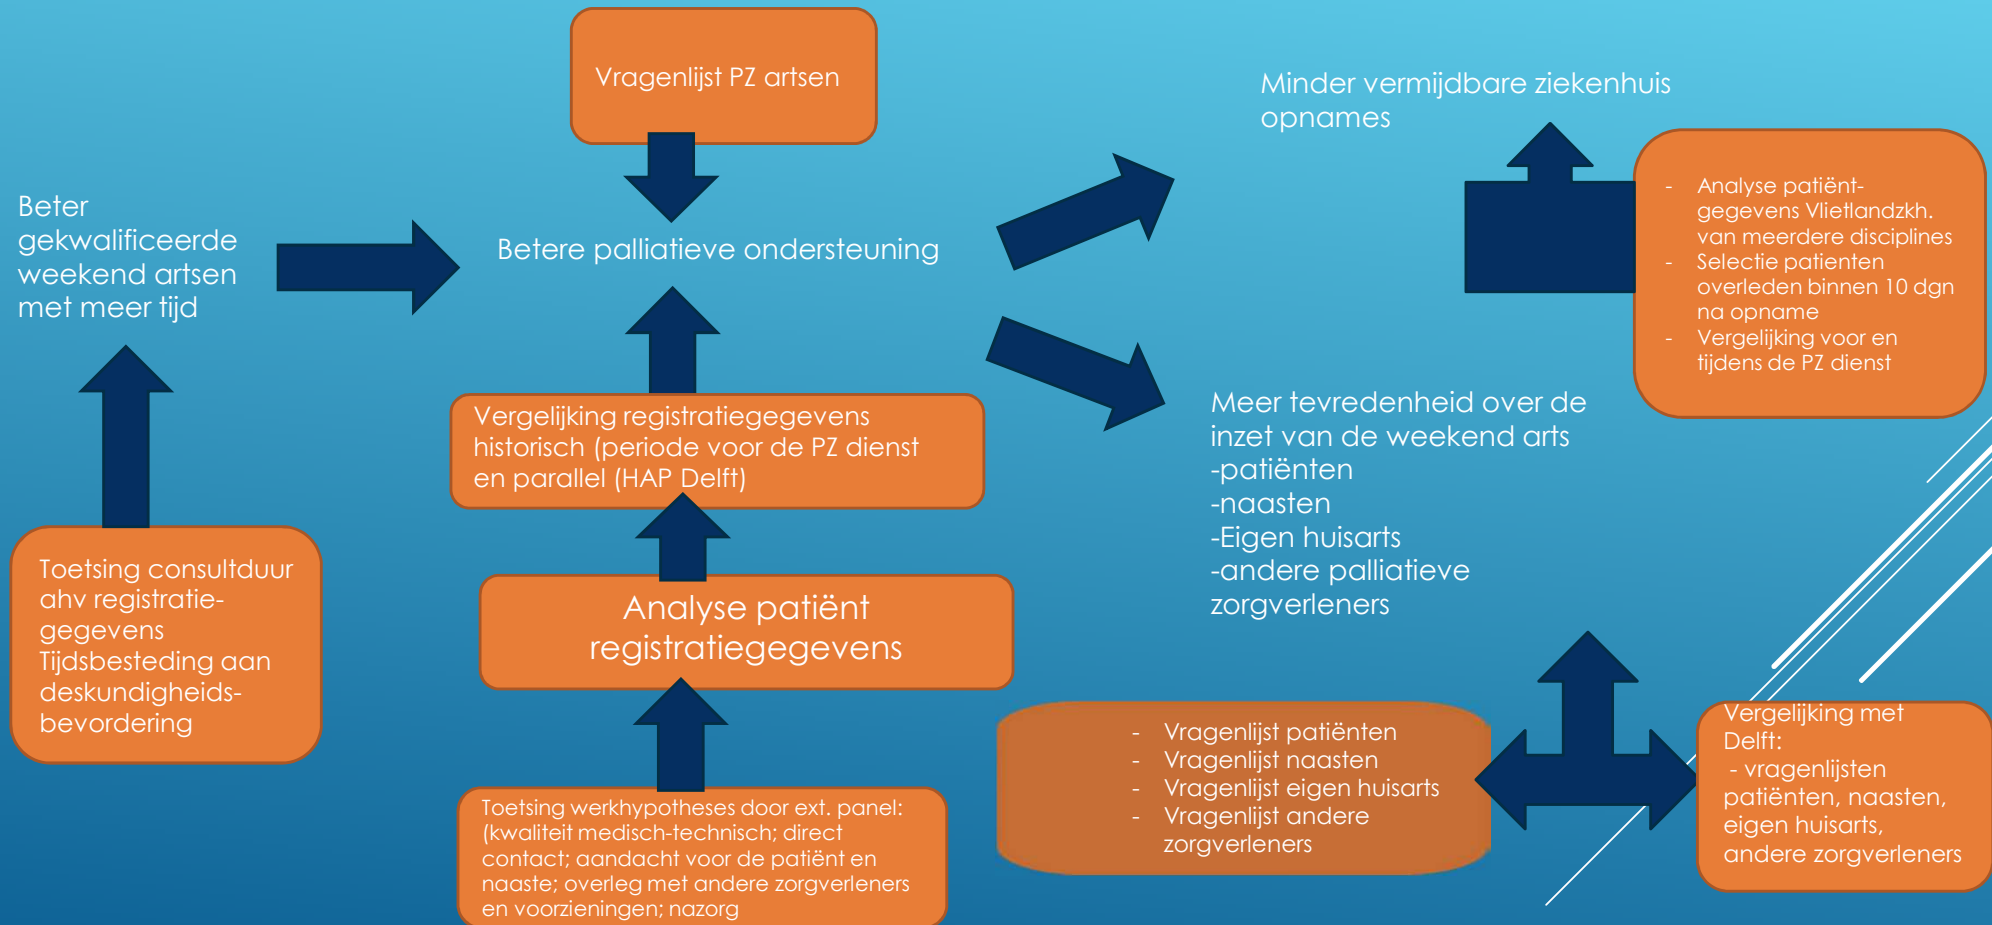 Vragenlijst PZ artsen
Minder vermijdbare ziekenhuis
opnames
Beter
gekwalificeerde
weekend artsen
met meer tijd
Betere palliatieve ondersteuning
- Analyse patiënt-
gegevens Vlietlandzkh.
van meerdere disciplines
- Selectie patienten
overleden binnen 10 dgn
na opname
- Vergelijking voor en
tijdens de PZ dienst
Vergelijking registratiegegevens
historisch (periode voor de PZ dienst
en parallel (HAP Delft)
Meer tevredenheid over de
inzet van de weekend arts
-patiënten
-naasten
-Eigen huisarts
-andere palliatieve
zorgverleners
Toetsing consultduur
ahv registratie-
gegevens
Tijdsbesteding aan
deskundigheids-
bevordering
Analyse patiënt
registratiegegevens
Toetsing werkhypotheses door ext. panel:
(kwaliteit medisch-technisch; direct
contact; aandacht voor de patiënt en
naaste; overleg met andere zorgverleners
en voorzieningen; nazorg
- Vragenlijst patiënten
- Vragenlijst naasten
- Vragenlijst eigen huisarts
- Vragenlijst andere
zorgverleners
Vergelijking met
Delft:
- vragenlijsten
patiënten, naasten,
eigen huisarts,
andere zorgverleners